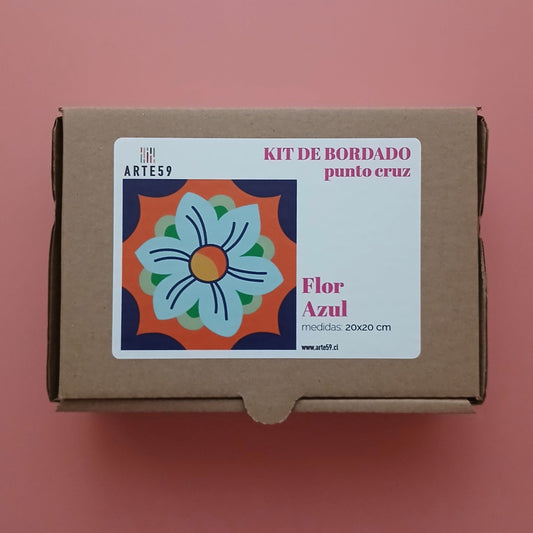 ARTE59
KIT DE BORDADO
punto cruz
Flor
Azul
medidas: 20x20 cm
www.arte59.cl